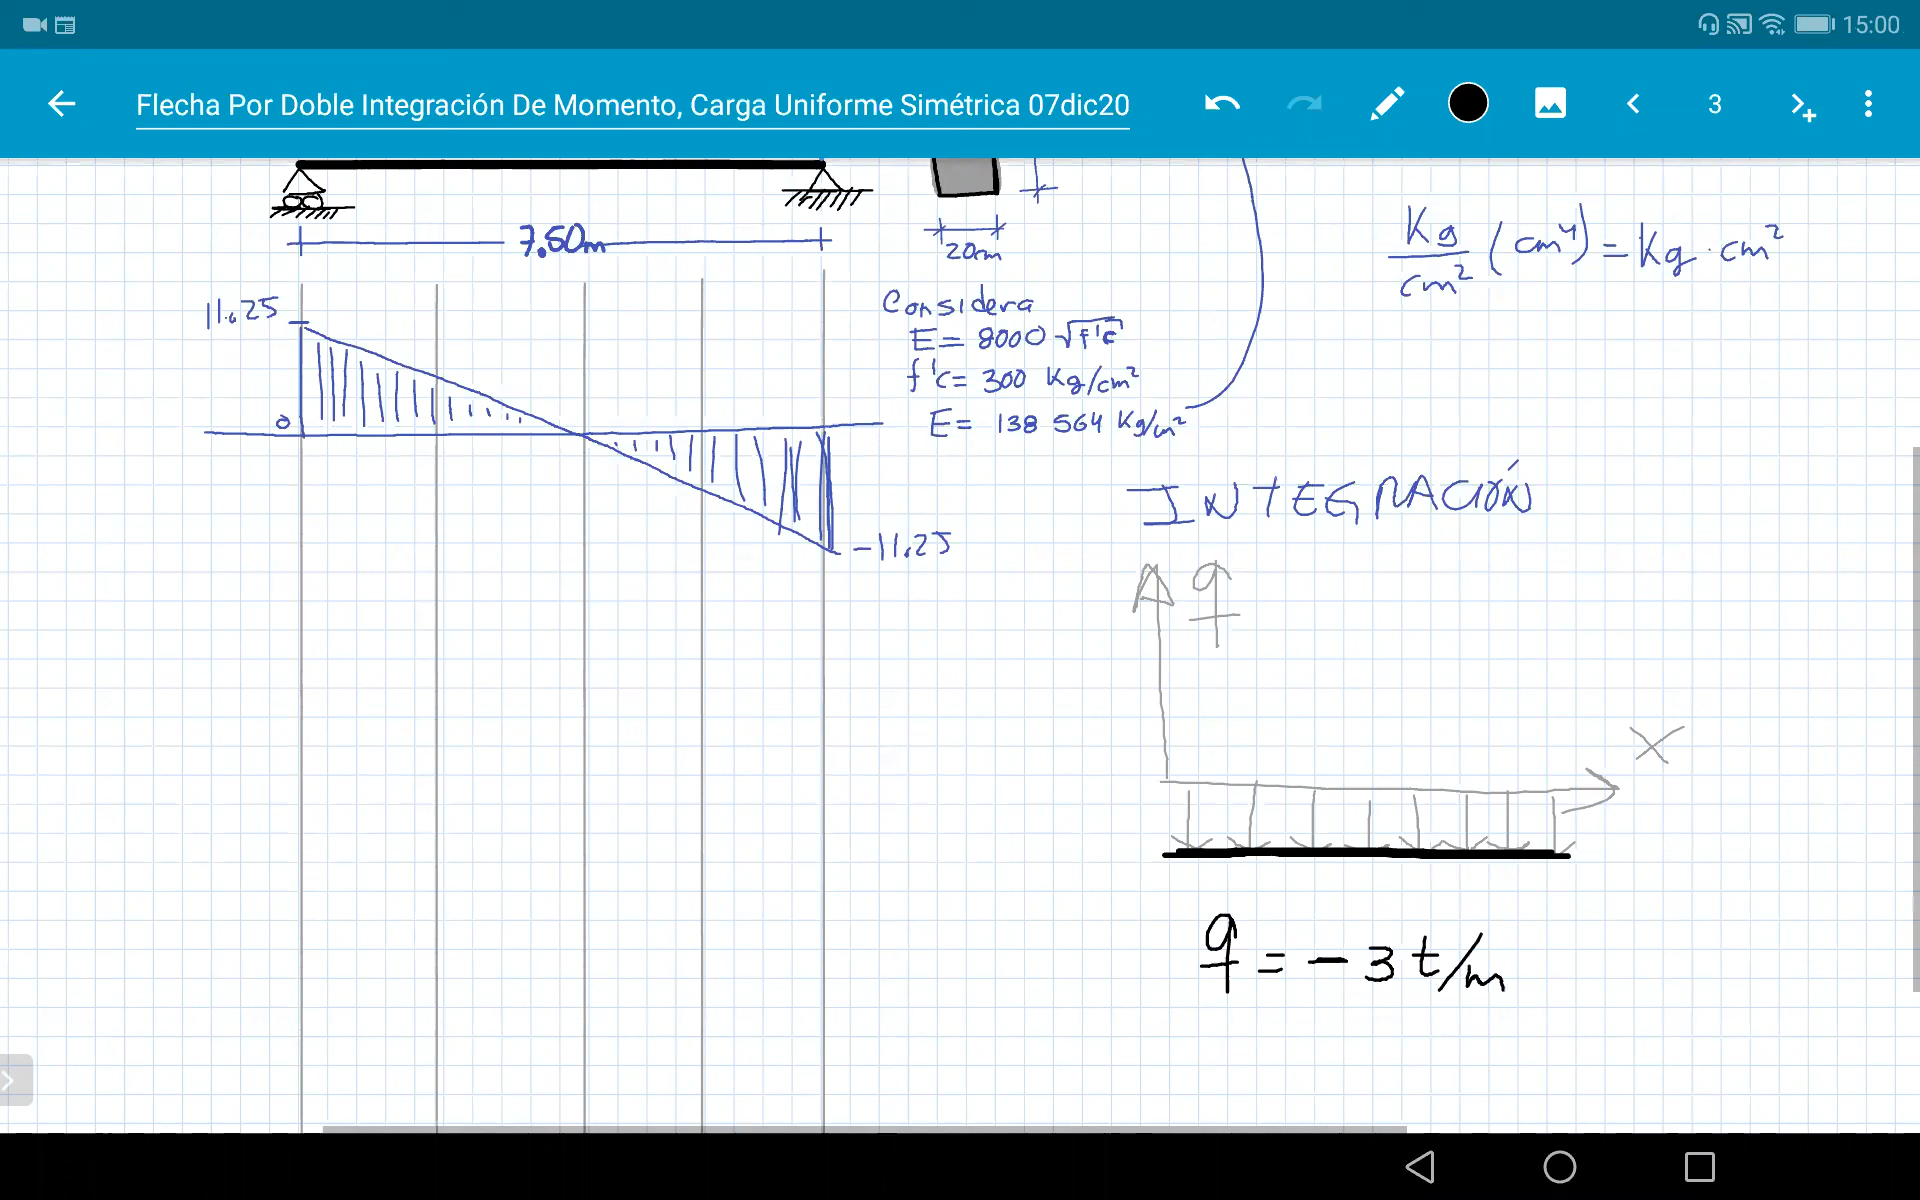 15:00
Flecha Por Doble Integración De Momento, Carga Uniforme Simétrica 07dic20
3
7.50m
20cm
Kg/cm² (cm⁴) = Kg · cm²
11.25
0
-11.25
Considera
E = 8000 √f'c
f'c = 300 Kg/cm²
E = 138 564 Kg/cm²
INTEGRACIÓN
q
X
q = - 3 t/m